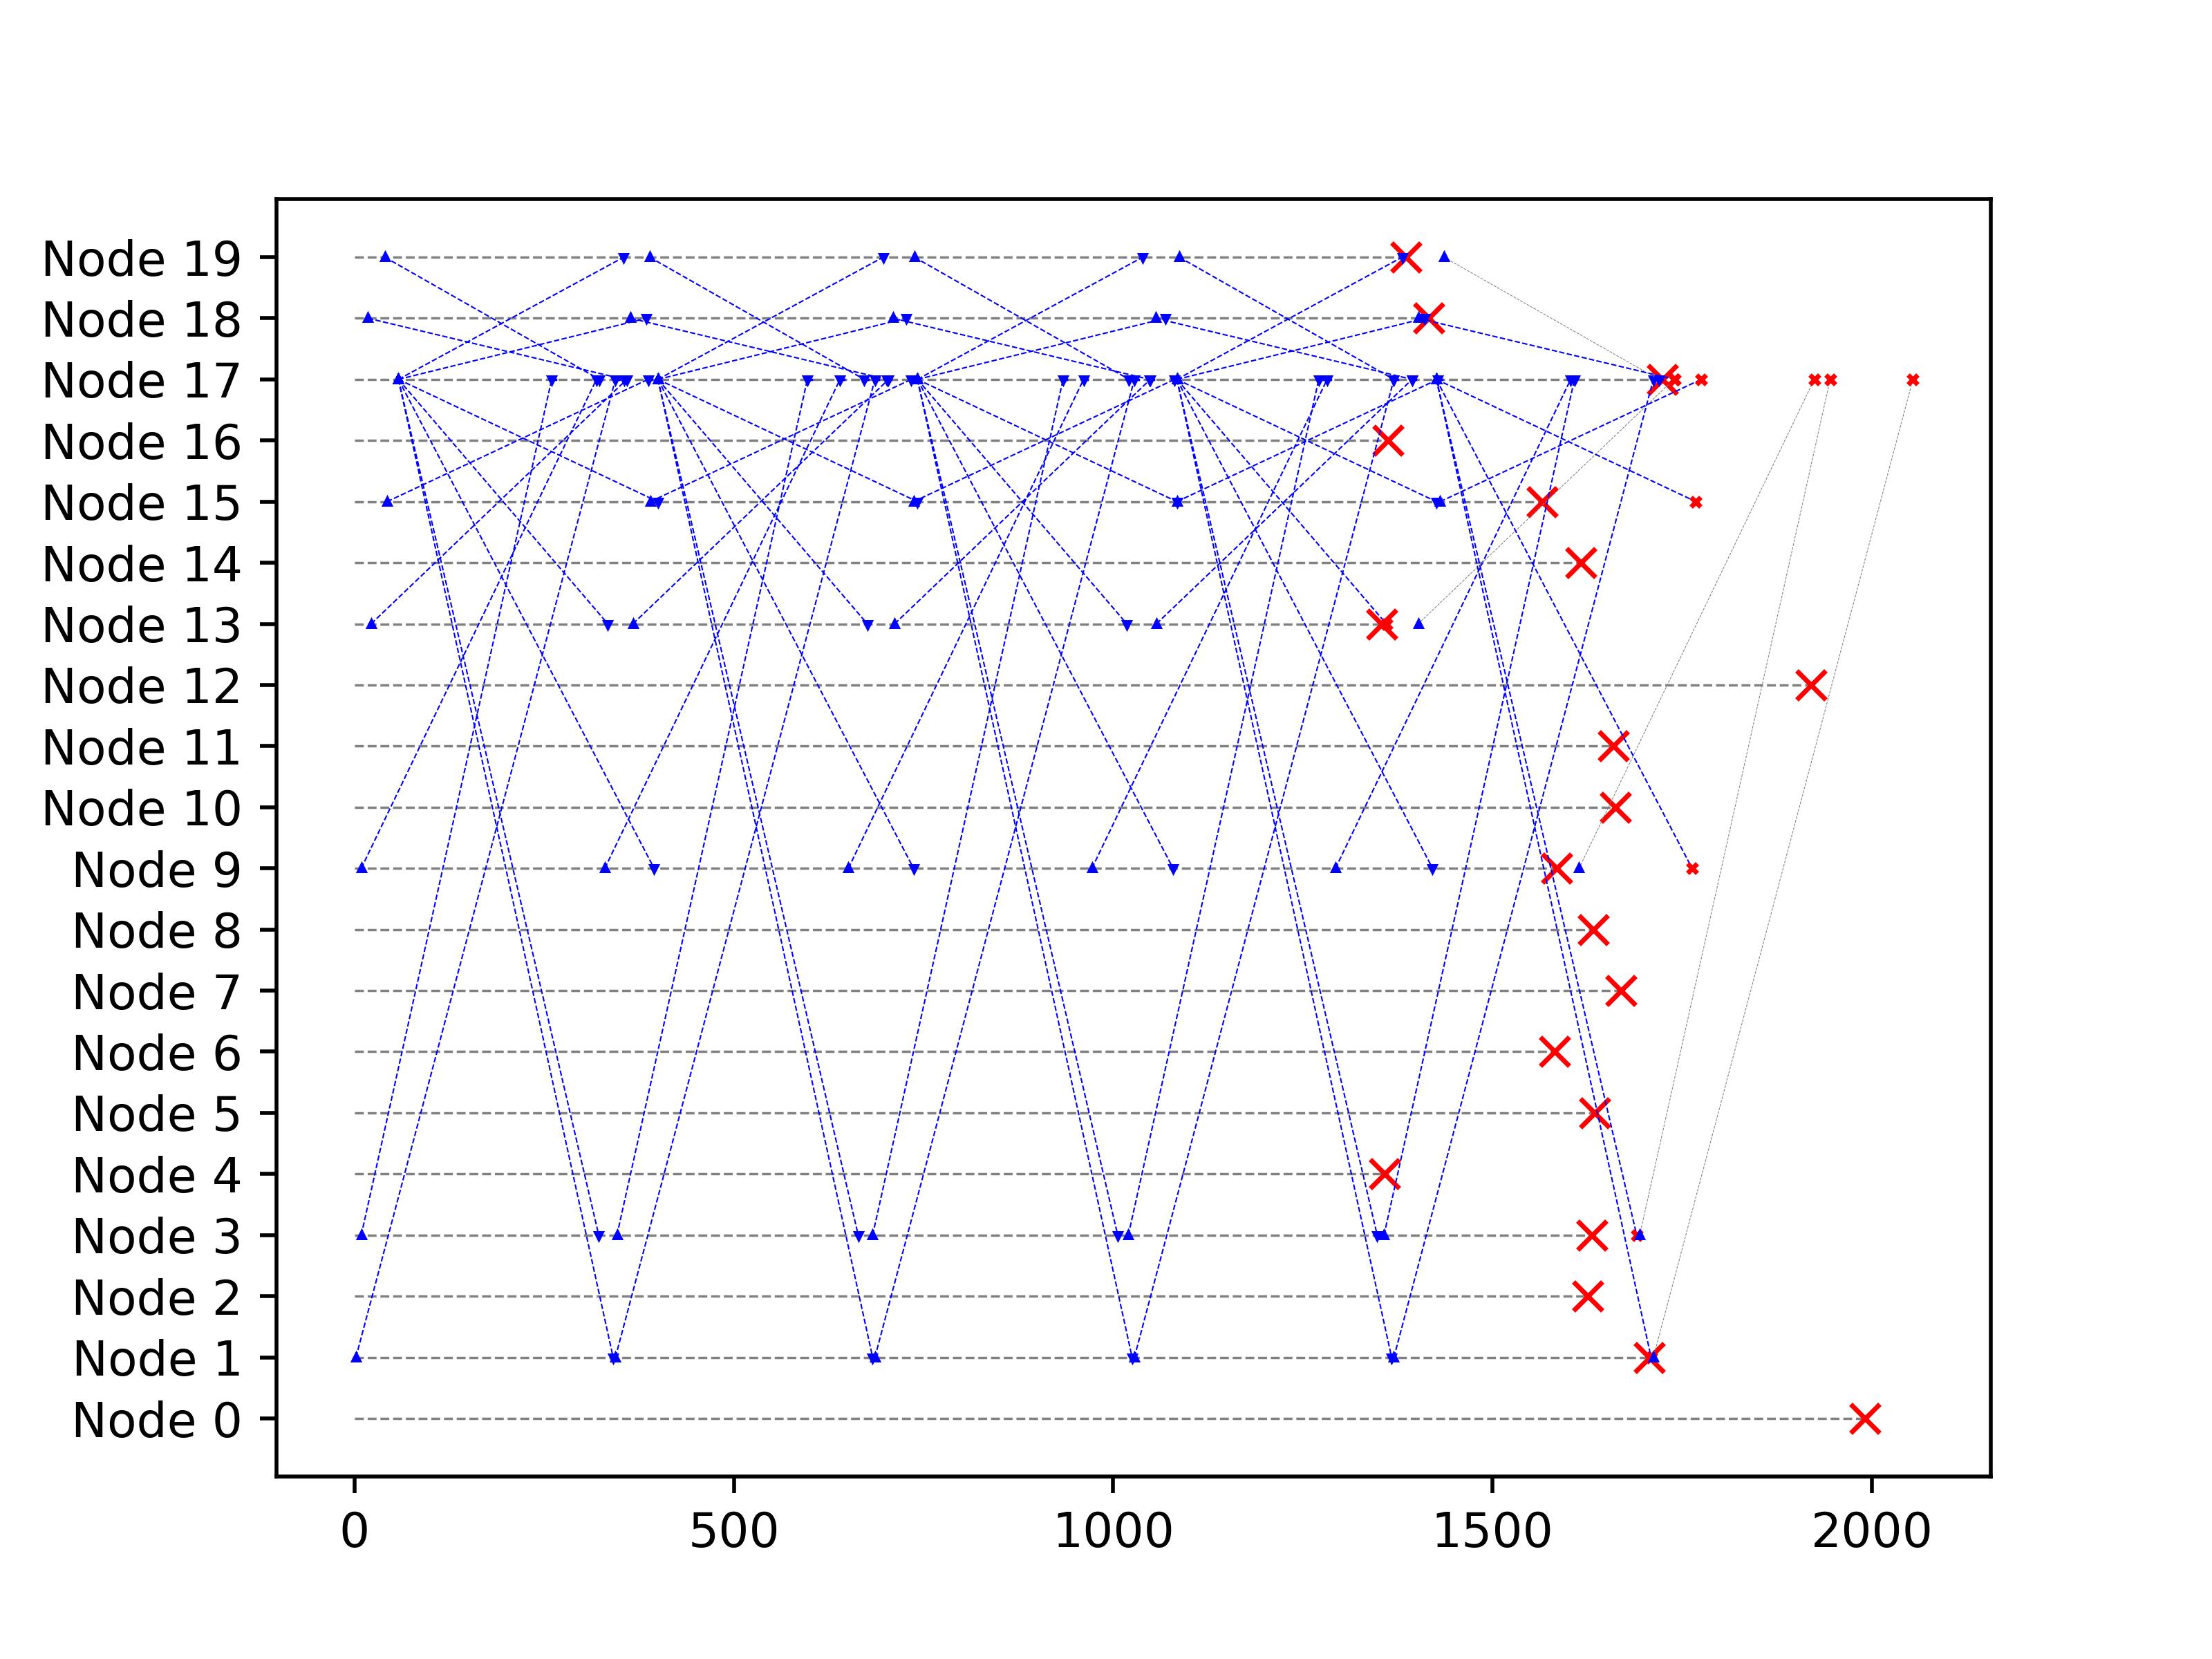 Node 19
Node 18
Node 17
Node 16
Node 15
Node 14
Node 13
Node 12
Node 11
Node 10
Node 9
Node 8
Node 7
Node 6
Node 5
Node 4
Node 3
Node 2
Node 1
Node 0
0 500 1000 1500 2000